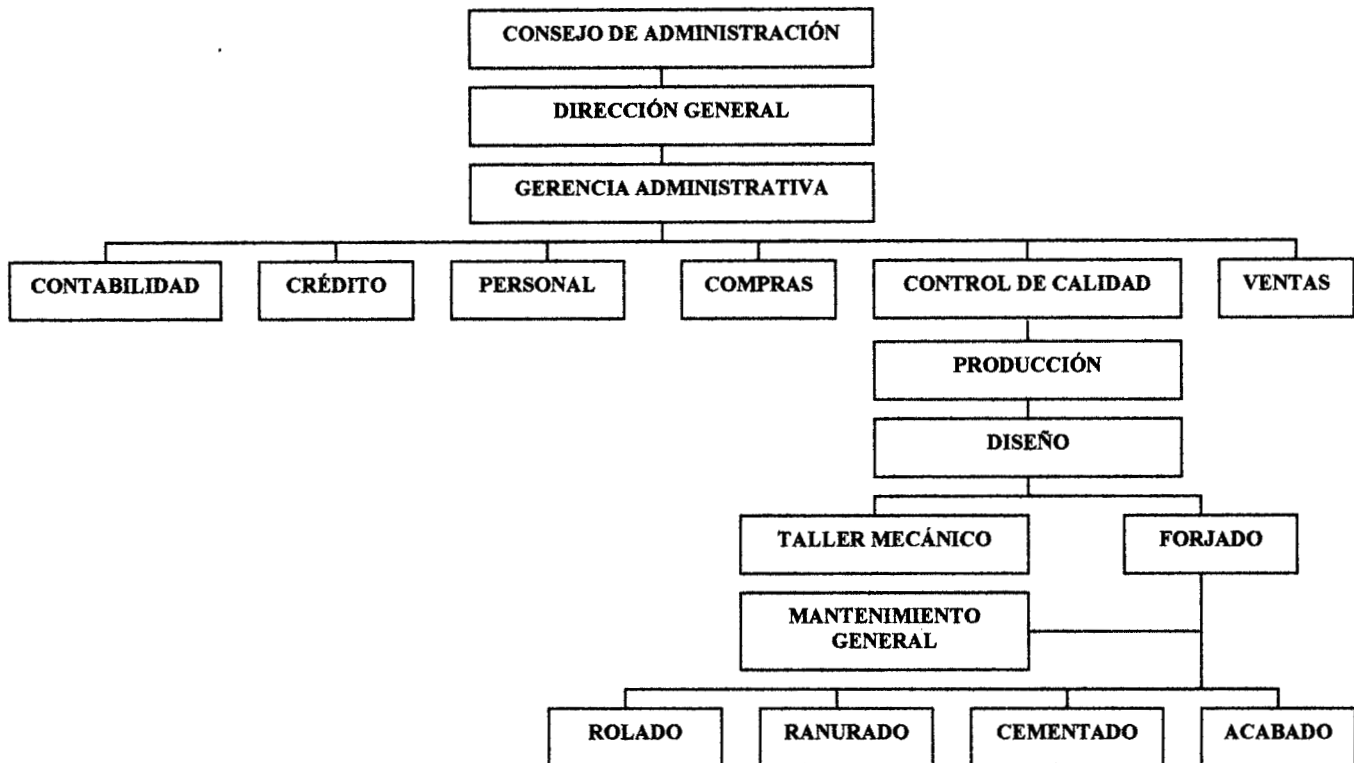 CONSEJO DE ADMINISTRACIÓN
DIRECCIÓN GENERAL
GERENCIA ADMINISTRATIVA
CONTABILIDAD
CRÉDITO
PERSONAL
COMPRAS
CONTROL DE CALIDAD
VENTAS
PRODUCCIÓN
DISEÑO
TALLER MECÁNICO
FORJADO
MANTENIMIENTO
GENERAL
ROLADO
RANURADO
CEMENTADO
ACABADO